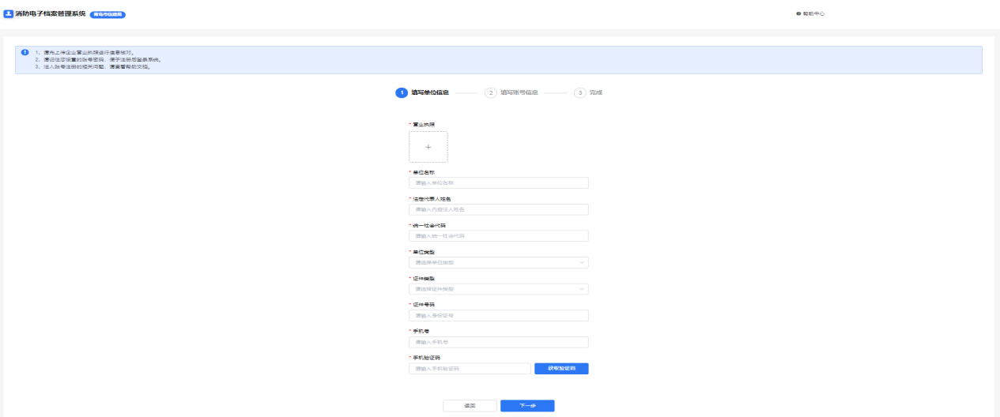 消防电子档案管理系统 青岛市住建局
帮助中心
1、请先上传企业营业执照进行信息核对。
2、请记住您设置的账号密码，便于注册后登录系统。
3、法人账号注册的相关问题，请查看帮助文档。
1 填写单位信息 2 填写账号信息 3 完成
* 营业执照
+
* 单位名称
请输入单位名称
* 法定代表人姓名
请输入内容法人姓名
* 统一社会代码
请输入统一社会代码
* 单位类型
请选择单位类型
* 证件类型
请选择证件类型
* 证件号码
请输入身份证号
* 手机号
请输入手机号
* 手机验证码
请输入手机验证码 获取验证码
返回 下一步